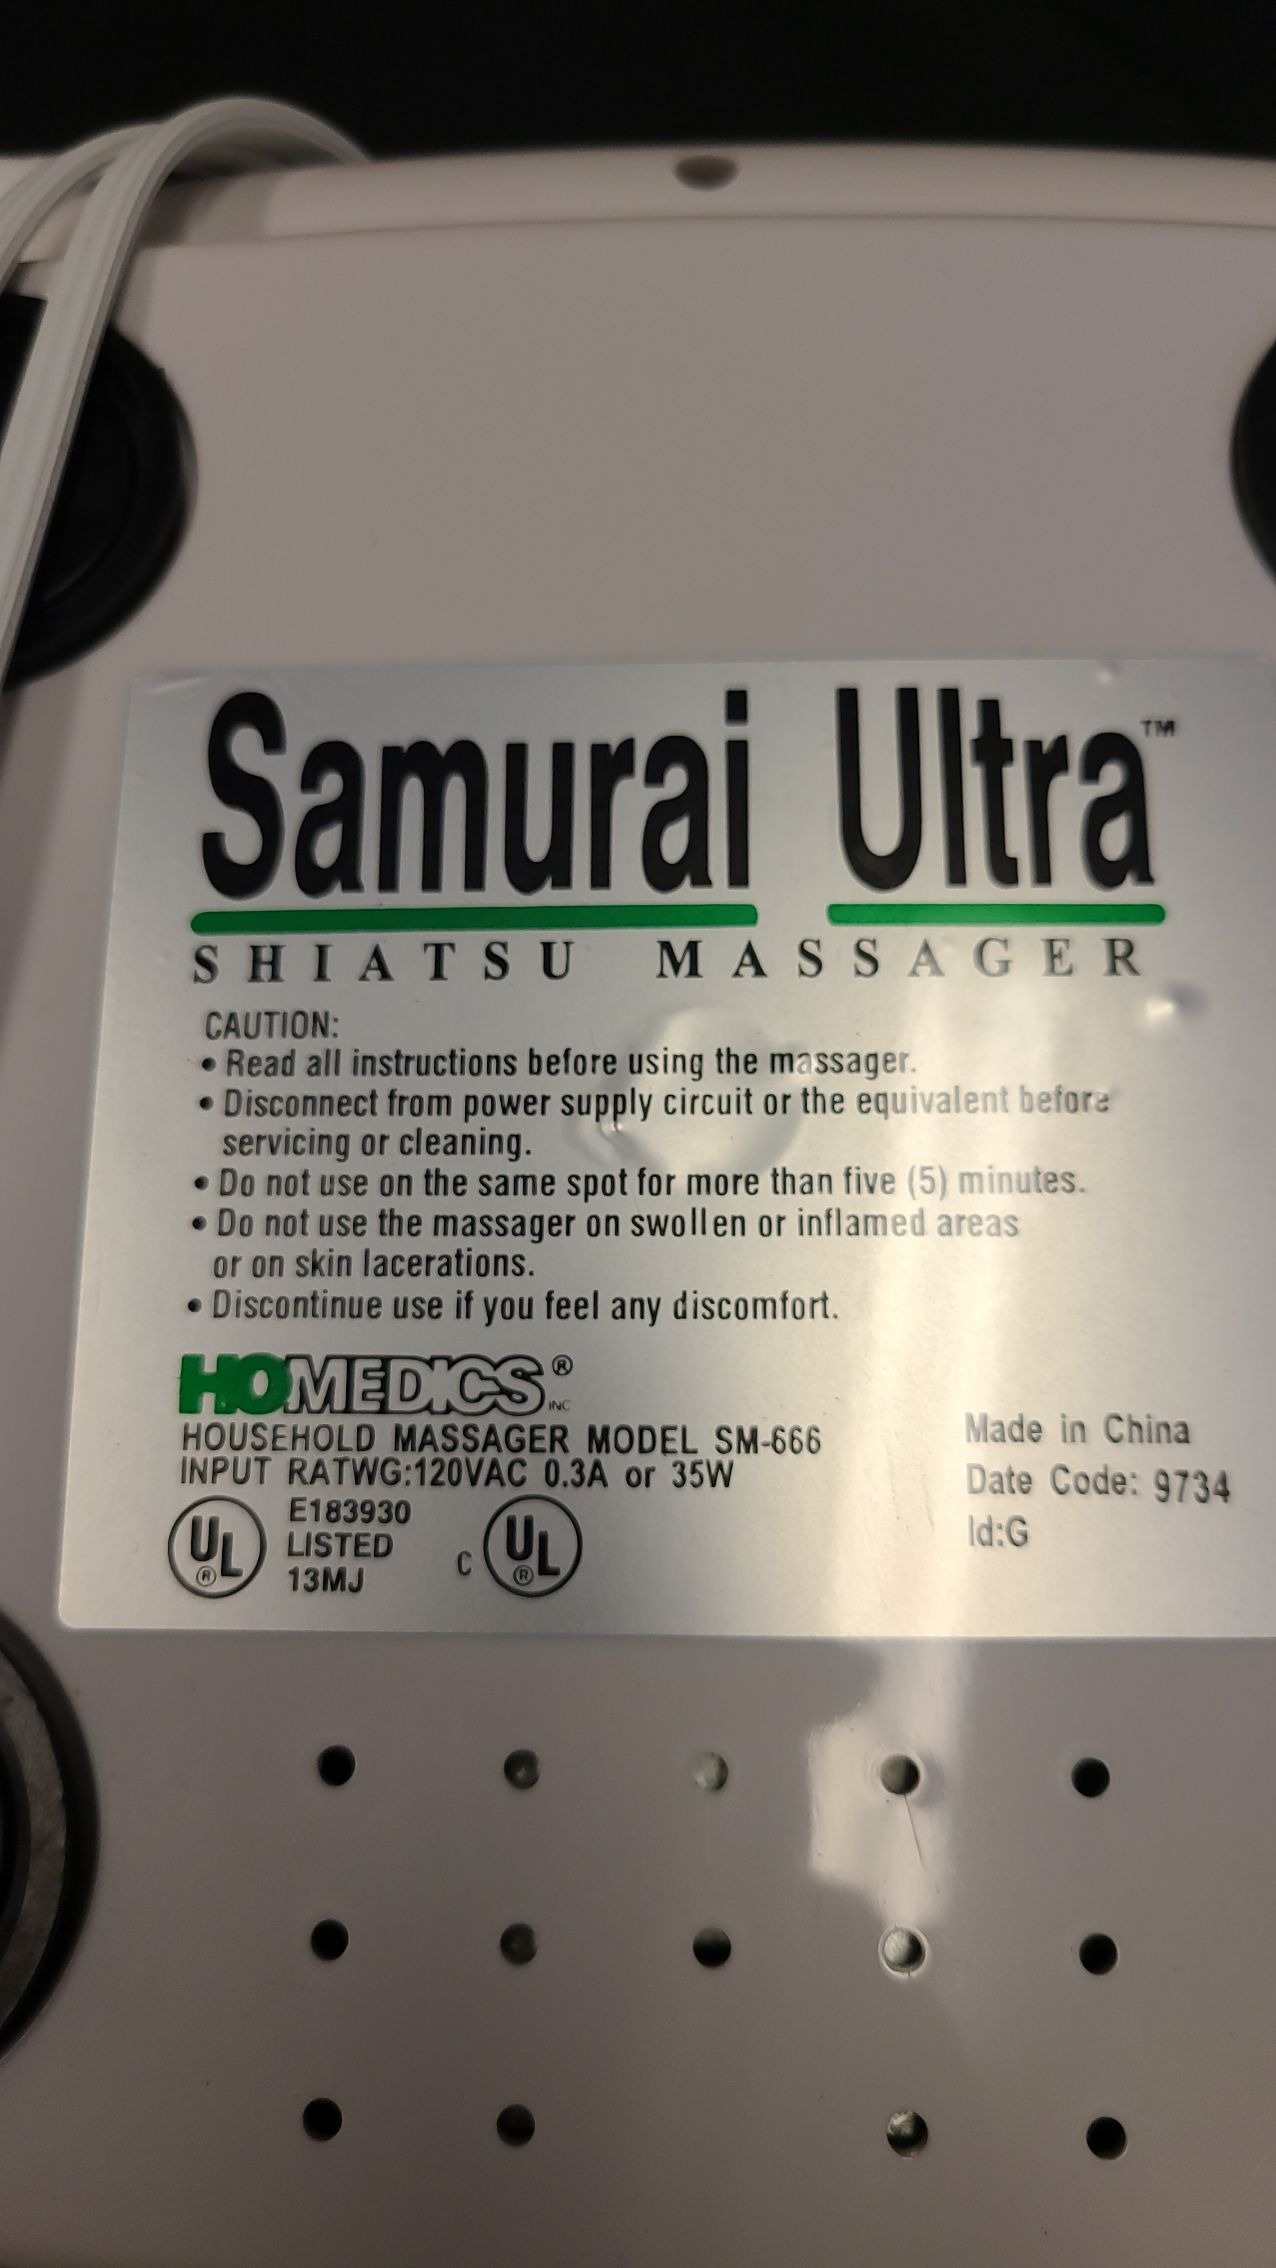 Samurai Ultra™
SHIATSU MASSAGER
CAUTION:
• Read all instructions before using the massager.
• Disconnect from power supply circuit or the equivalent before
servicing or cleaning.
• Do not use on the same spot for more than five (5) minutes.
• Do not use the massager on swollen or inflamed areas
or on skin lacerations.
• Discontinue use if you feel any discomfort.
HOMEDICS® INC
HOUSEHOLD MASSAGER MODEL SM-666
INPUT RATWG:120VAC 0.3A or 35W
UL® E183930
LISTED
13MJ
C UL®
Made in China
Date Code: 9734
Id:G